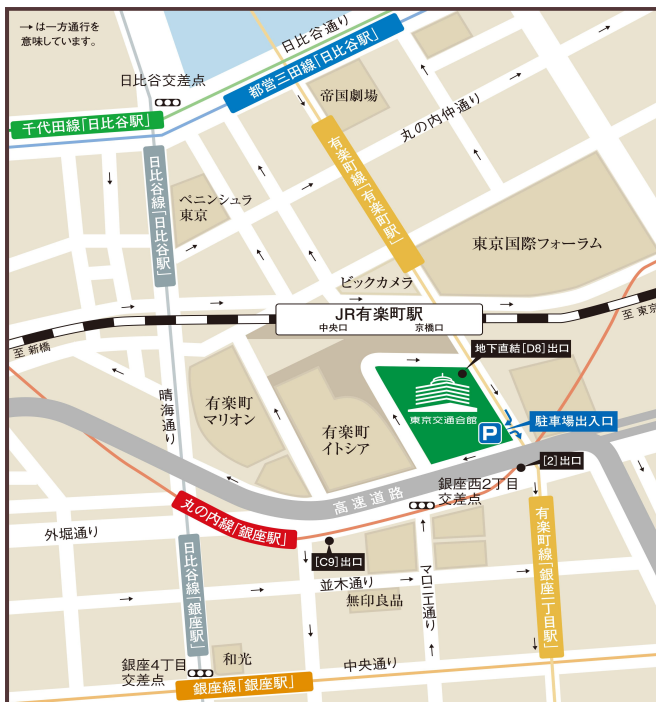 →は一方通行を
意味しています。
日比谷通り
都営三田線「日比谷駅」
日比谷交差点
千代田線「日比谷駅」
帝国劇場
丸の内仲通り
日比谷線「日比谷駅」
有楽町線「有楽町駅」
ペニンシュラ
東京
東京国際フォーラム
ビックカメラ
JR有楽町駅
中央口
京橋口
至 東京
至 新橋
地下直結[D8]出口
晴海通り
有楽町
マリオン
有楽町
イトシア
東京交通会館
P
駐車場出入口
[2]出口
銀座西2丁目
交差点
高速道路
丸の内線「銀座駅」
外堀通り
[C9]出口
日比谷線「銀座駅」
並木通り
無印良品
マロニエ通り
有楽町線「銀座一丁目駅」
銀座4丁目
交差点
和光
中央通り
銀座線「銀座駅」